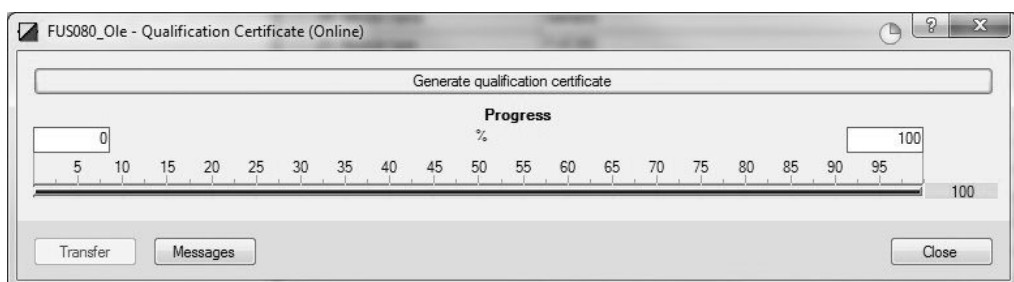 FUS080_Ole - Qualification Certificate (Online)
Generate qualification certificate
Progress
0 % 100
5 10 15 20 25 30 35 40 45 50 55 60 65 70 75 80 85 90 95
100
Transfer Messages Close